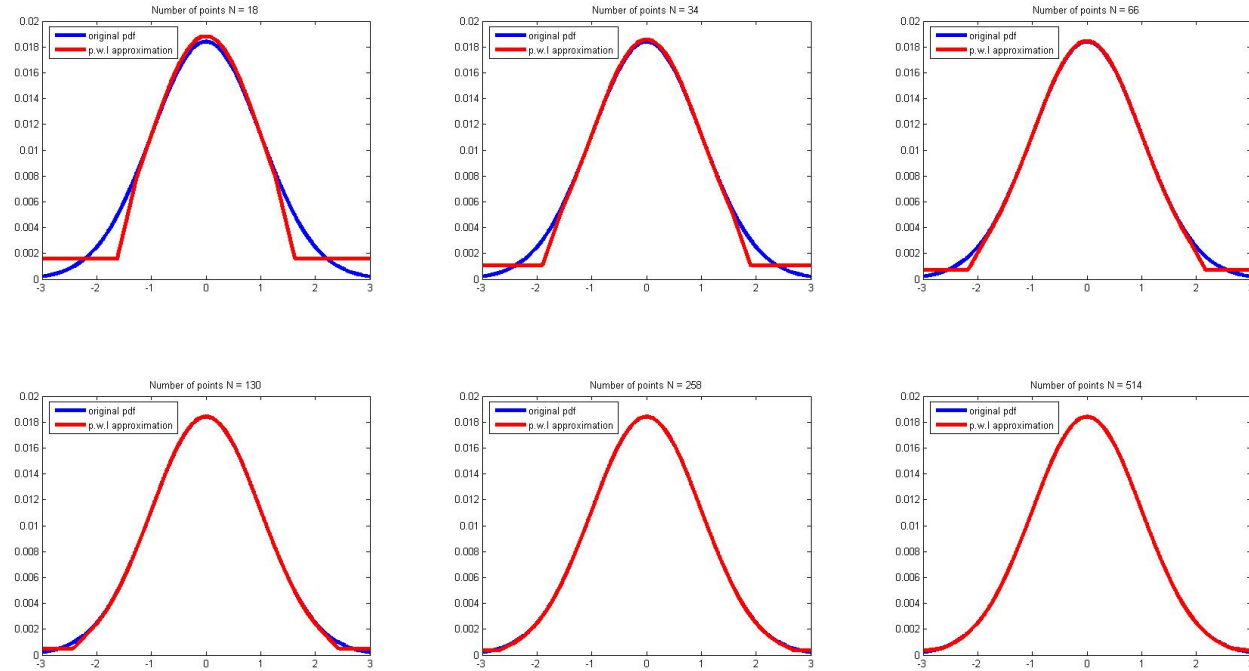 Number of points N = 18
0.02
0.018
0.016
0.014
0.012
0.01
0.008
0.006
0.004
0.002
0
-3 -2 -1 0 1 2 3
original pdf
p.w.l approximation
Number of points N = 34
0.02
0.018
0.016
0.014
0.012
0.01
0.008
0.006
0.004
0.002
0
-3 -2 -1 0 1 2 3
original pdf
p.w.l approximation
Number of points N = 66
0.02
0.018
0.016
0.014
0.012
0.01
0.008
0.006
0.004
0.002
0
-3 -2 -1 0 1 2 3
original pdf
p.w.l approximation
Number of points N = 130
0.02
0.018
0.016
0.014
0.012
0.01
0.008
0.006
0.004
0.002
0
-3 -2 -1 0 1 2 3
original pdf
p.w.l approximation
Number of points N = 258
0.02
0.018
0.016
0.014
0.012
0.01
0.008
0.006
0.004
0.002
0
-3 -2 -1 0 1 2 3
original pdf
p.w.l approximation
Number of points N = 514
0.02
0.018
0.016
0.014
0.012
0.01
0.008
0.006
0.004
0.002
0
-3 -2 -1 0 1 2 3
original pdf
p.w.l approximation